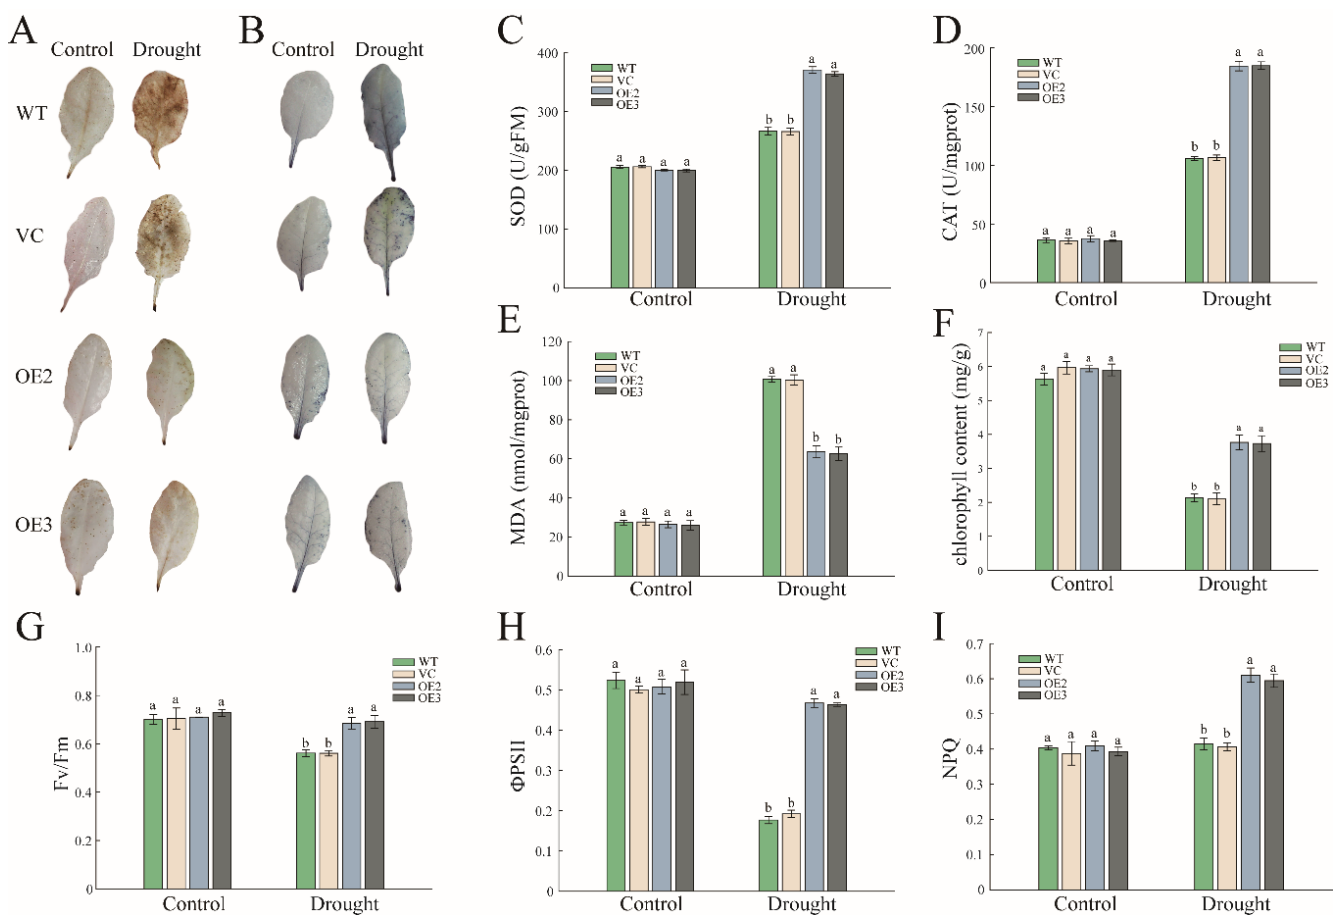 A
Control Drought
WT
VC
OE2
OE3
B
Control Drought
C
SOD (U/gFM)
400
300
200
100
0
WT
VC
OE2
OE3
a a a a
b b a a
Control Drought
D
CAT (U/mgprot)
200
150
100
50
0
WT
VC
OE2
OE3
a a a a
b b a a
Control Drought
E
MDA (nmol/mgprot)
120
100
80
60
40
20
0
WT
VC
OE2
OE3
a a a a
a a b b
Control Drought
F
chlorophyll content (mg/g)
7
6
5
4
3
2
1
0
WT
VC
OE2
OE3
a a a a
b b a a
Control Drought
G
Fv/Fm
1.0
0.8
0.6
0.4
0.2
0
WT
VC
OE2
OE3
a a a a
b b a a
Control Drought
H
ΦPSII
0.6
0.5
0.4
0.3
0.2
0.1
0
WT
VC
OE2
OE3
a a a a
b b a a
Control Drought
I
NPQ
0.7
0.6
0.5
0.4
0.3
0.2
0.1
0
WT
VC
OE2
OE3
a a a a
b b a a
Control Drought